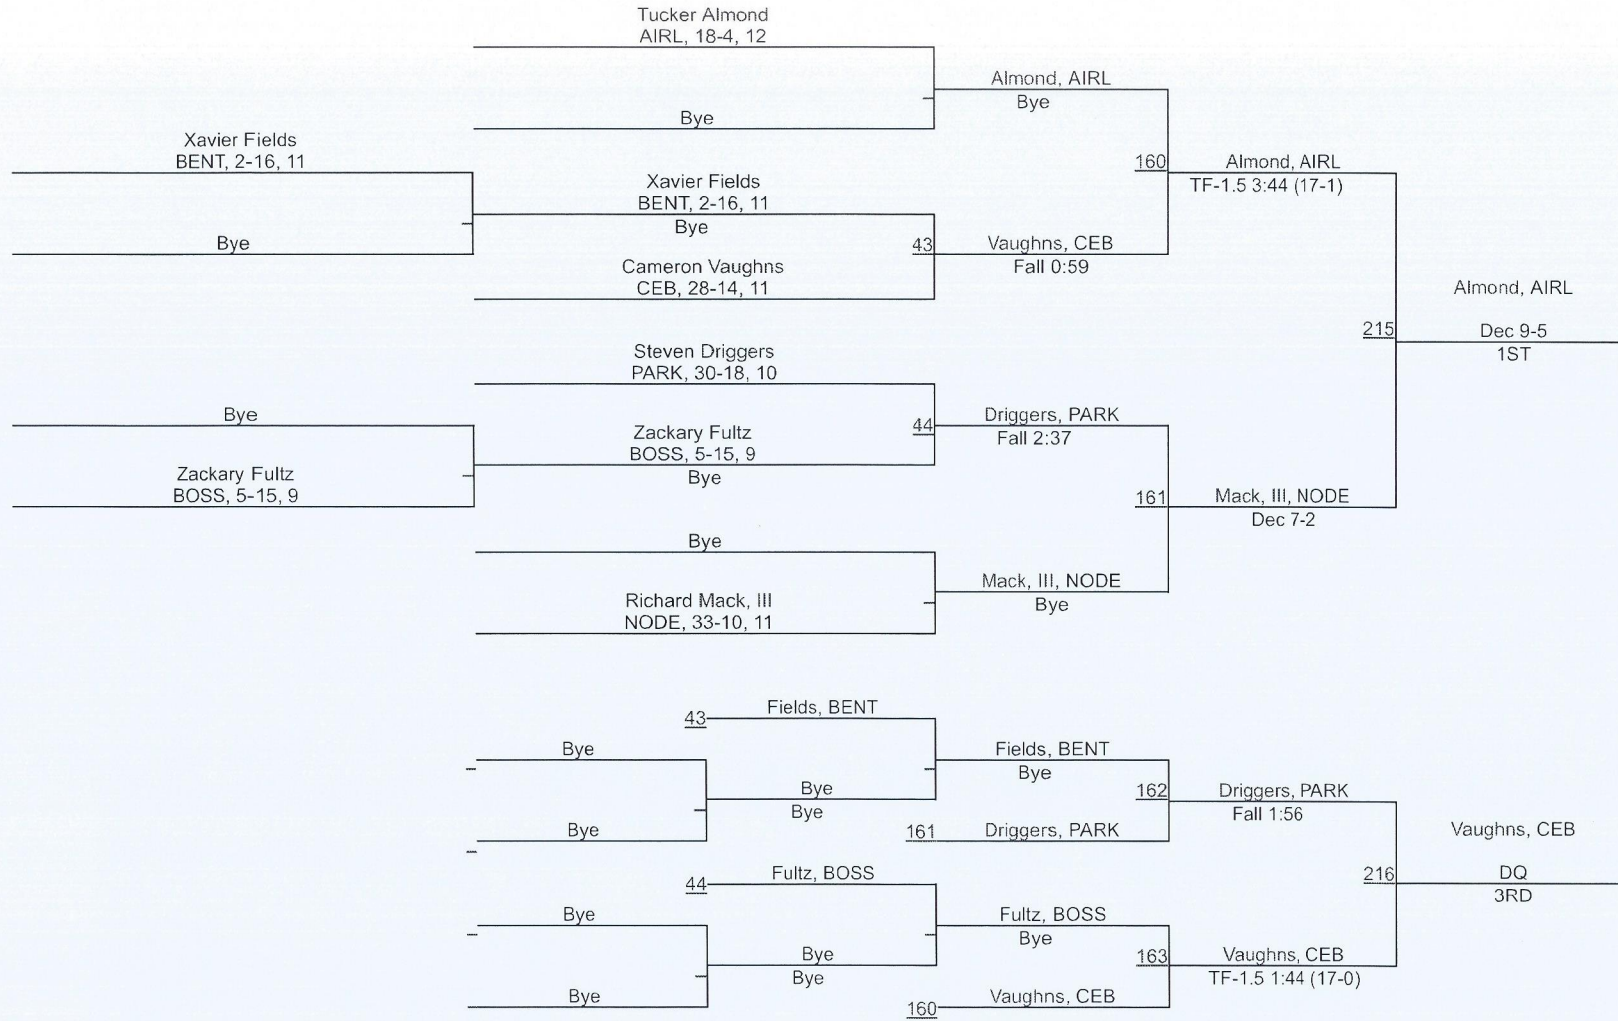 Tucker Almond
AIRL, 18-4, 12
Almond, AIRL
Bye
Bye
Xavier Fields
BENT, 2-16, 11
160
Almond, AIRL
TF-1.5 3:44 (17-1)
Xavier Fields
BENT, 2-16, 11
Bye
Bye
43
Vaughns, CEB
Fall 0:59
Cameron Vaughns
CEB, 28-14, 11
Almond, AIRL
215
Dec 9-5
1ST
Steven Driggers
PARK, 30-18, 10
Bye
44
Driggers, PARK
Fall 2:37
Zackary Fultz
BOSS, 5-15, 9
Bye
Zackary Fultz
BOSS, 5-15, 9
161
Mack, III, NODE
Dec 7-2
Bye
Mack, III, NODE
Bye
Richard Mack, III
NODE, 33-10, 11
43
Fields, BENT
Bye
Fields, BENT
Bye
Bye
Bye
162
Driggers, PARK
Fall 1:56
Bye
161
Driggers, PARK
Vaughns, CEB
44
Fultz, BOSS
216
DQ
3RD
Bye
Fultz, BOSS
Bye
Bye
Bye
163
Vaughns, CEB
TF-1.5 1:44 (17-0)
Bye
160
Vaughns, CEB